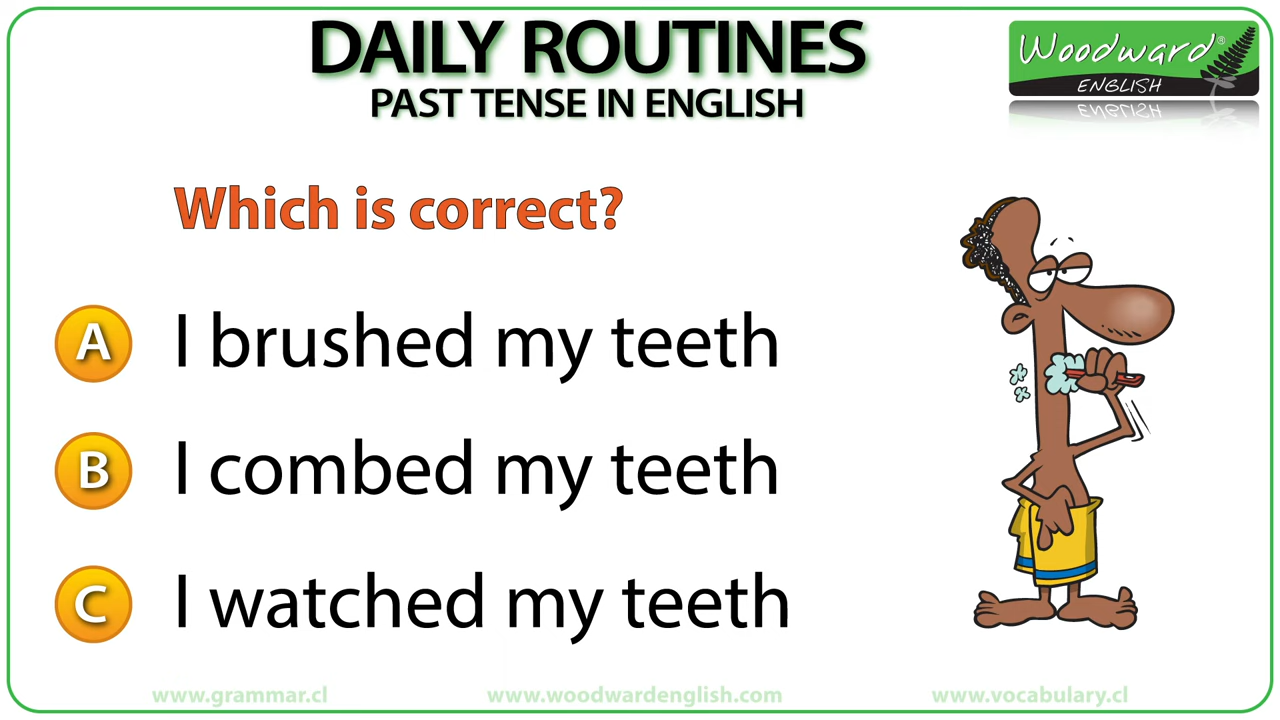 DAILY ROUTINES
PAST TENSE IN ENGLISH
Woodward®
ENGLISH
Which is correct?
A I brushed my teeth
B I combed my teeth
C I watched my teeth
www.grammar.cl www.woodwardenglish.com www.vocabulary.cl